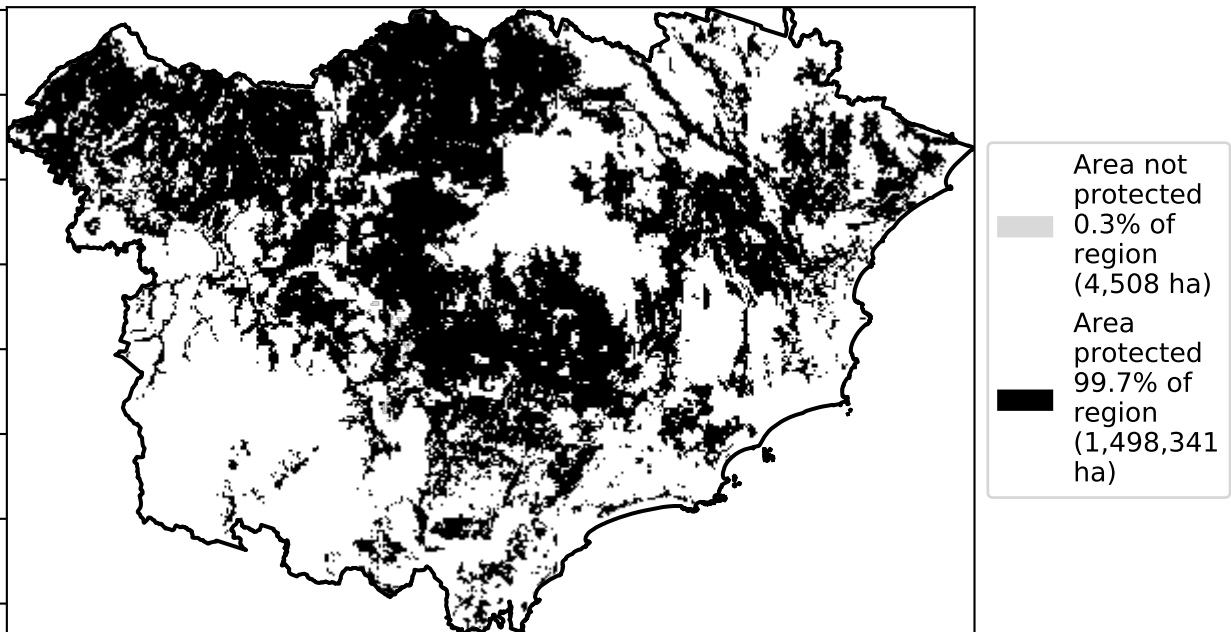 Area not
protected
0.3% of
region
(4,508 ha)
Area
protected
99.7% of
region
(1,498,341
ha)